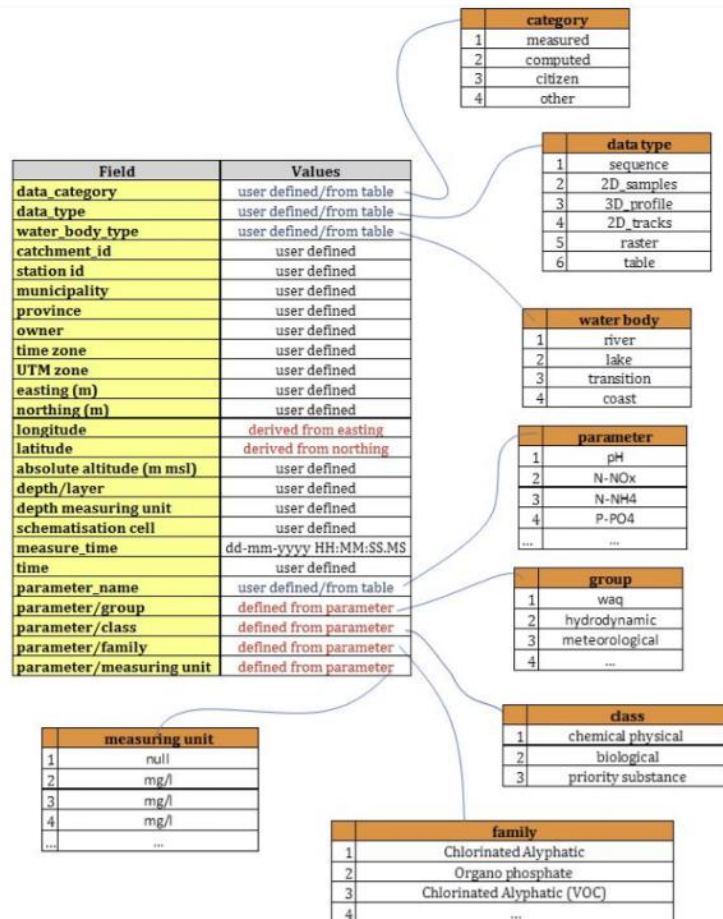 category
1 measured
2 computed
3 citizen
4 other
data type
1 sequence
2 2D_samples
3 3D_profile
4 2D_tracks
5 raster
6 table
Field Values
data_category user defined/from table
data_type user defined/from table
water_body_type user defined/from table
catchment_id user defined
station id user defined
municipality user defined
province user defined
owner user defined
time zone user defined
UTM zone user defined
easting (m) user defined
northing (m) user defined
longitude derived from easting
latitude derived from northing
absolute altitude (m msl) user defined
depth/layer user defined
depth measuring unit user defined
schematisation cell user defined
measure_time dd-mm-yyyy HH:MM:SS.MS
time user defined
parameter_name user defined/from table
parameter/group defined from parameter
parameter/class defined from parameter
parameter/family defined from parameter
parameter/measuring unit defined from parameter
water body
1 river
2 lake
3 transition
4 coast
parameter
1 pH
2 N-NOx
3 N-NH4
4 P-PO4
... ...
group
1 waq
2 hydrodynamic
3 meteorological
4 ...
class
1 chemical physical
2 biological
3 priority substance
measuring unit
1 null
2 mg/l
3 mg/l
4 mg/l
... ...
family
1 Chlorinated Alyphatic
2 Organo phosphate
3 Chlorinated Alyphatic (VOC)
4 ...